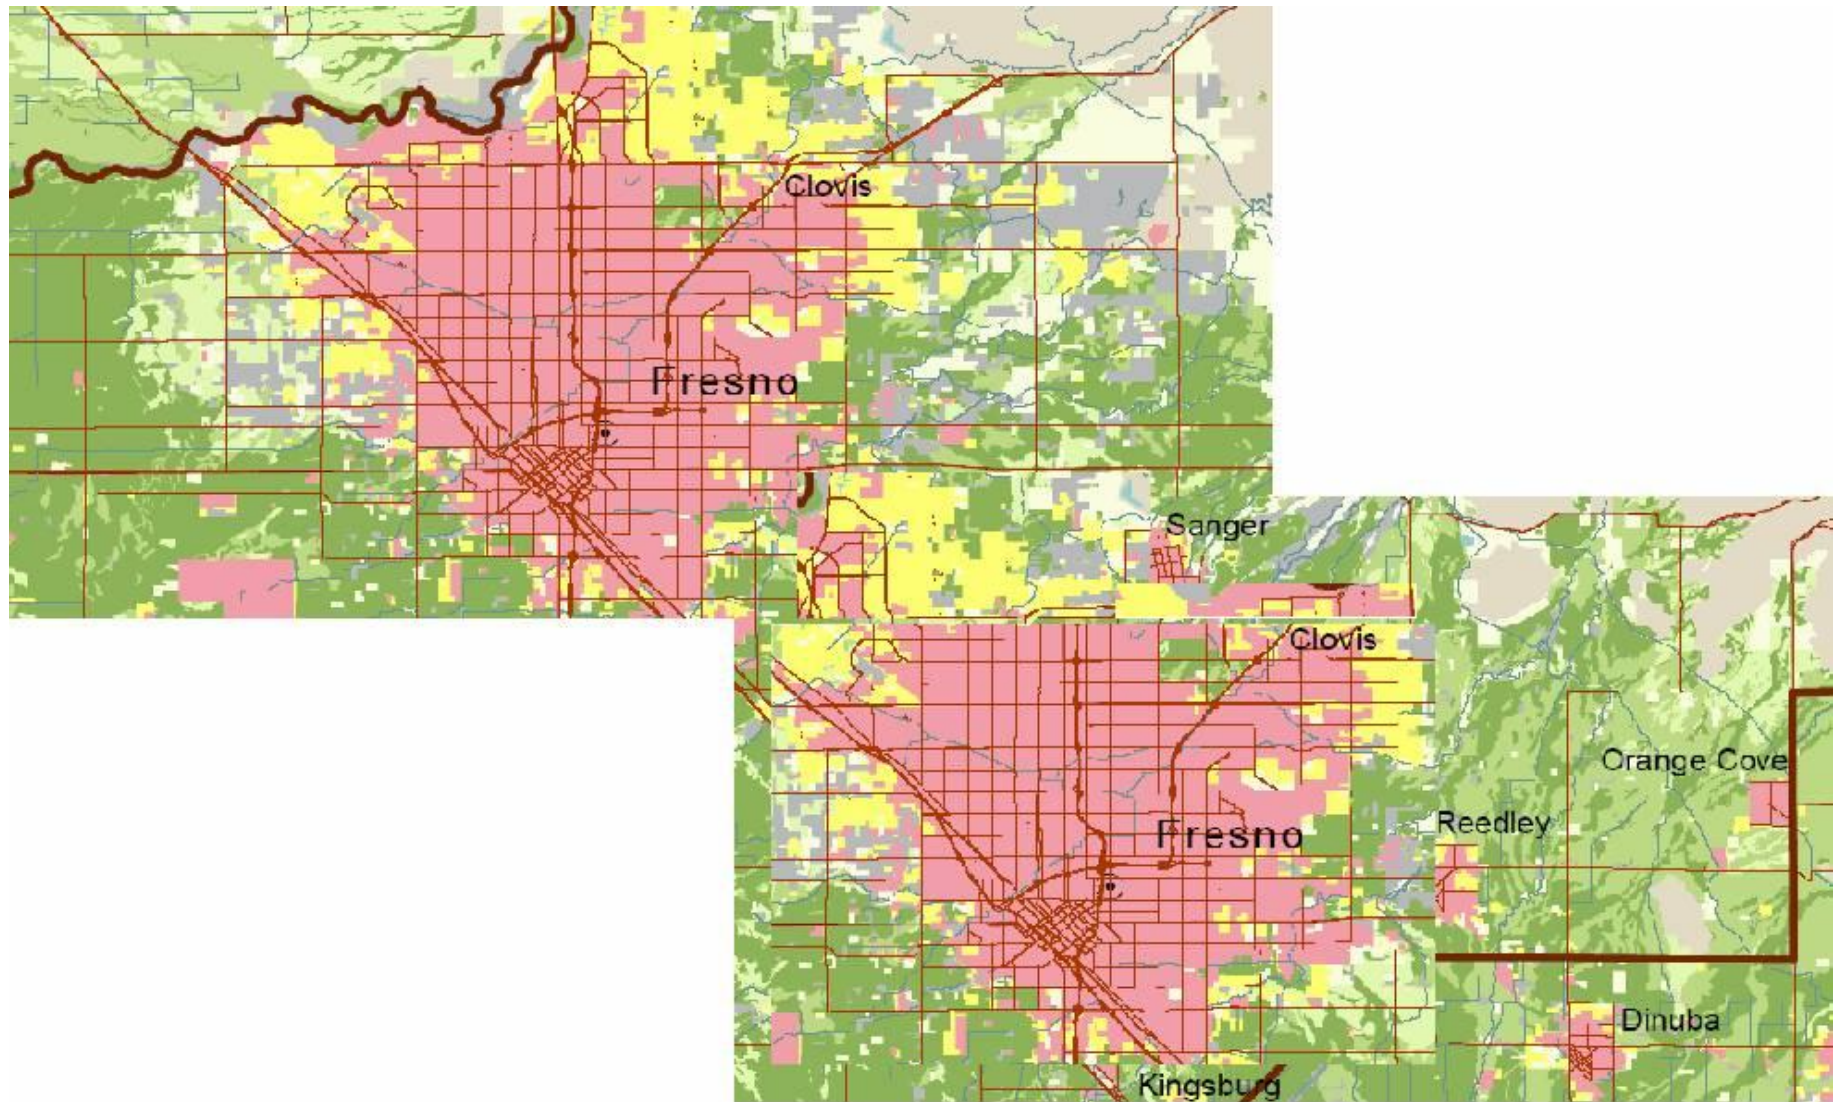 Clovis
Fresno
Sanger
Clovis
Orange Cove
Reedley
Fresno
Dinuba
Kingsburg